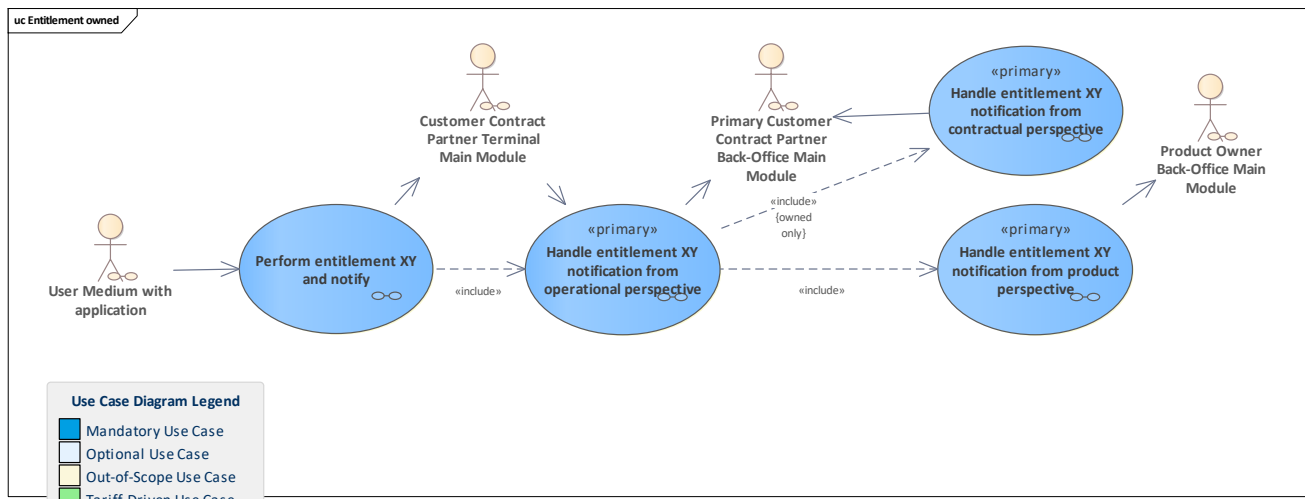 uc Entitlement owned
Customer Contract
Partner Terminal
Main Module
Primary Customer
Contract Partner
Back-Office Main
Module
«primary»
Handle entitlement XY
notification from
contractual perspective
Product Owner
Back-Office Main
Module
«include»
{owned
only}
User Medium with
application
Perform entitlement XY
and notify
«include»
«primary»
Handle entitlement XY
notification from
operational perspective
«include»
«primary»
Handle entitlement XY
notification from product
perspective
Use Case Diagram Legend
Mandatory Use Case
Optional Use Case
Out-of-Scope Use Case
Tariff-Driven Use Case